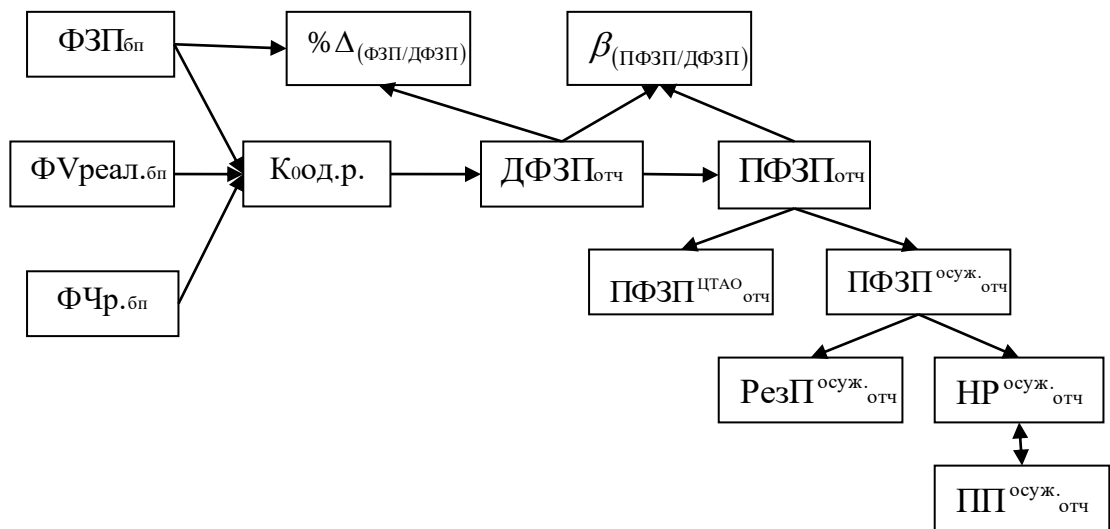 ФЗПбп
%Δ(ФЗП/ДФЗП)
β(ПФЗП/ДФЗП)
ФVреал.бп
К0од.р.
ДФЗПотч
ПФЗПотч
ФЧр.бп
ПФЗПЦТАОотч
ПФЗПосуж.отч
РезПосуж.отч
НРосуж.отч
ППосуж.отч